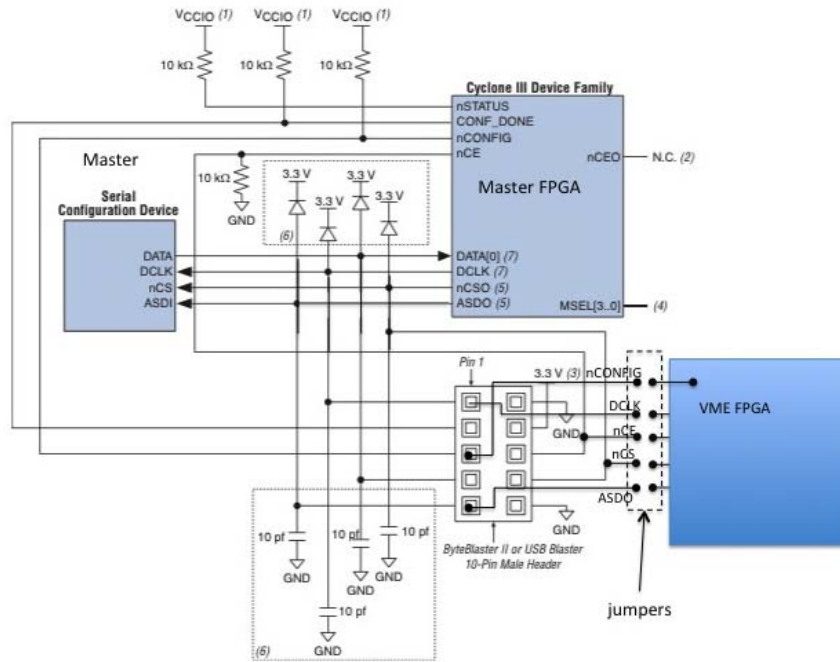 VCCIO (1) VCCIO (1) VCCIO (1)
10 kΩ 10 kΩ 10 kΩ
Cyclone III Device Family
nSTATUS
CONF_DONE
nCONFIG
nCE
nCEO N.C. (2)
Master FPGA
DATA[0] (7)
DCLK (7)
nCSO (5)
ASDO (5)
MSEL[3..0] (4)
Master
10 kΩ
GND
3.3 V
3.3 V
3.3 V
3.3 V
(6)
Serial
Configuration Device
DATA
DCLK
nCS
ASDI
Pin 1
3.3 V (3)
GND
GND
nCONFIG
DCLK
nCE
nCS
ASDO
VME FPGA
jumpers
10 pf
GND
10 pf
GND
10 pf
GND
10 pf
GND
(6)
ByteBlaster II or USB Blaster
10-Pin Male Header